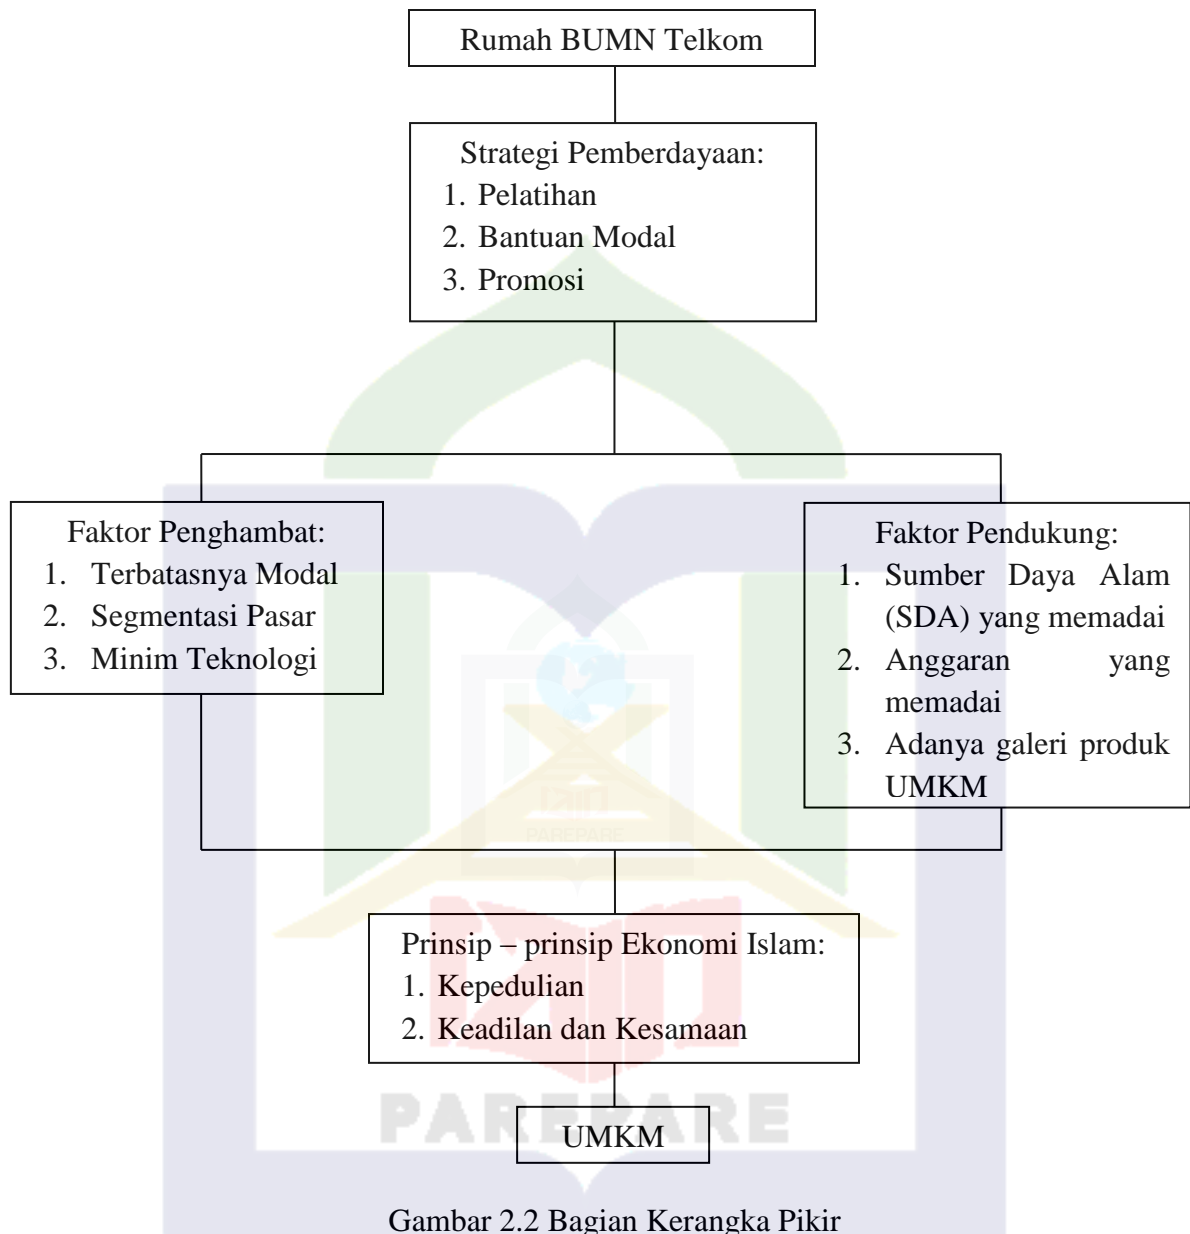 Rumah BUMN Telkom
Strategi Pemberdayaan:
1. Pelatihan
2. Bantuan Modal
3. Promosi
Faktor Penghambat:
1. Terbatasnya Modal
2. Segmentasi Pasar
3. Minim Teknologi
Faktor Pendukung:
1. Sumber Daya Alam
(SDA) yang memadai
2. Anggaran yang
memadai
3. Adanya galeri produk
UMKM
PAREPARE
Prinsip – prinsip Ekonomi Islam:
1. Kepedulian
2. Keadilan dan Kesamaan
PAREPARE
UMKM
Gambar 2.2 Bagian Kerangka Pikir